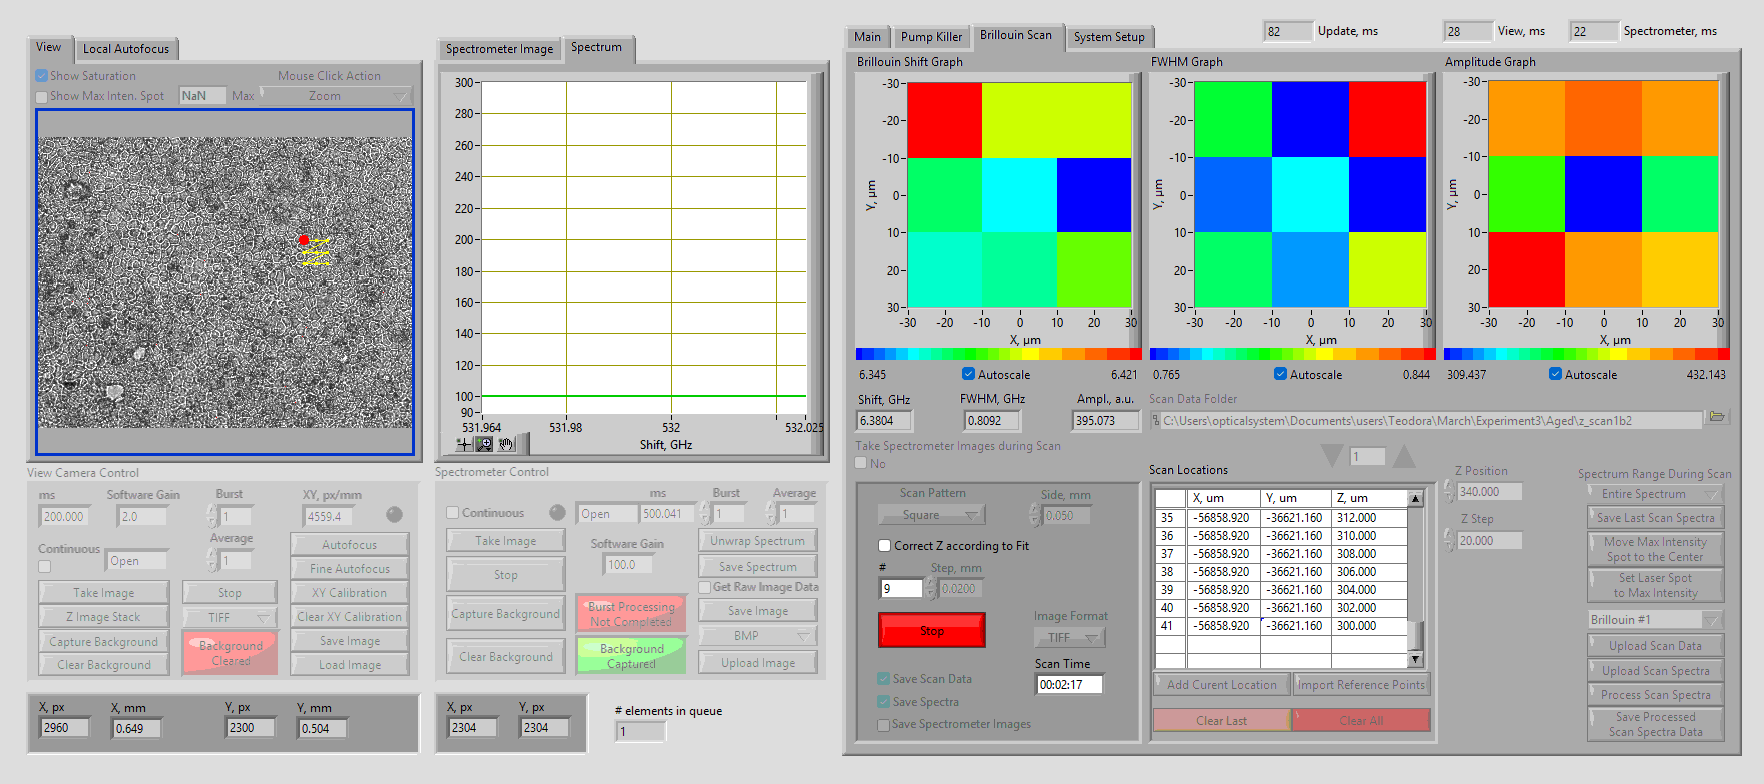 82
Update, ms
28
View, ms
22
Spectrometer, ms
View
Local Autofocus
Show Saturation
Mouse Click Action
Show Max Inten. Spot
NaN
Max
Zoom
Spectrometer Image
Spectrum
300
280
260
240
220
200
180
160
140
120
100
90
531.964
531.98
532
532.025
Shift, GHz
Main
Pump Killer
Brillouin Scan
System Setup
Brillouin Shift Graph
-30
-20
-10
0
10
20
30
Y, µm
-30 -20 -10 0 10 20 30
X, µm
6.345
Autoscale
6.421
FWHM Graph
-30
-20
-10
0
10
20
30
Y, µm
-30 -20 -10 0 10 20 30
X, µm
0.765
Autoscale
0.844
Amplitude Graph
-30
-20
-10
0
10
20
30
Y, µm
-30 -20 -10 0 10 20 30
X, µm
309.437
Autoscale
432.143
Shift, GHz
6.3804
FWHM, GHz
0.8092
Ampl., a.u.
395.073
Scan Data Folder
C:\Users\opticalsystem\Documents\users\Teodora\March\Experiment3\Aged\z_scan1b2
Take Spectrometer Images during Scan
No
1
View Camera Control
ms
200.000
Software Gain
2.0
Burst
1
XY, px/mm
4559.4
Continuous
Open
Average
1
Autofocus
Fine Autofocus
Take Image
Stop
XY Calibration
Z Image Stack
TIFF
Clear XY Calibration
Capture Background
Background
Cleared
Save Image
Clear Background
Load Image
X, px
2960
X, mm
0.649
Y, px
2300
Y, mm
0.504
Spectrometer Control
Continuous
Open
ms
500.041
Burst
1
Average
1
Take Image
Software Gain
100.0
Unwrap Spectrum
Stop
Save Spectrum
Get Raw Image Data
Capture Background
Burst Processing
Not Completed
Save Image
BMP
Clear Background
Background
Captured
Upload Image
X, px
2304
Y, px
2304
# elements in queue
1
Scan Pattern
Square
Side, mm
0.050
Correct Z according to Fit
#
9
Step, mm
0.0200
Stop
Image Format
TIFF
Scan Time
00:02:17
Save Scan Data
Save Spectra
Save Spectrometer Images
Scan Locations
X, um Y, um Z, um
35 -56858.920 -36621.160 312.000
36 -56858.920 -36621.160 310.000
37 -56858.920 -36621.160 308.000
38 -56858.920 -36621.160 306.000
39 -56858.920 -36621.160 304.000
40 -56858.920 -36621.160 302.000
41 -56858.920 -36621.160 300.000
Add Curent Location
Import Reference Points
Clear Last
Clear All
Z Position
340.000
Z Step
20.000
Spectrum Range During Scan
Entire Spectrum
Save Last Scan Spectra
Move Max Intensity
Spot to the Center
Set Laser Spot
to Max Intensity
Brillouin #1
Upload Scan Data
Upload Scan Spectra
Process Scan Spectra
Save Processed
Scan Spectra Data